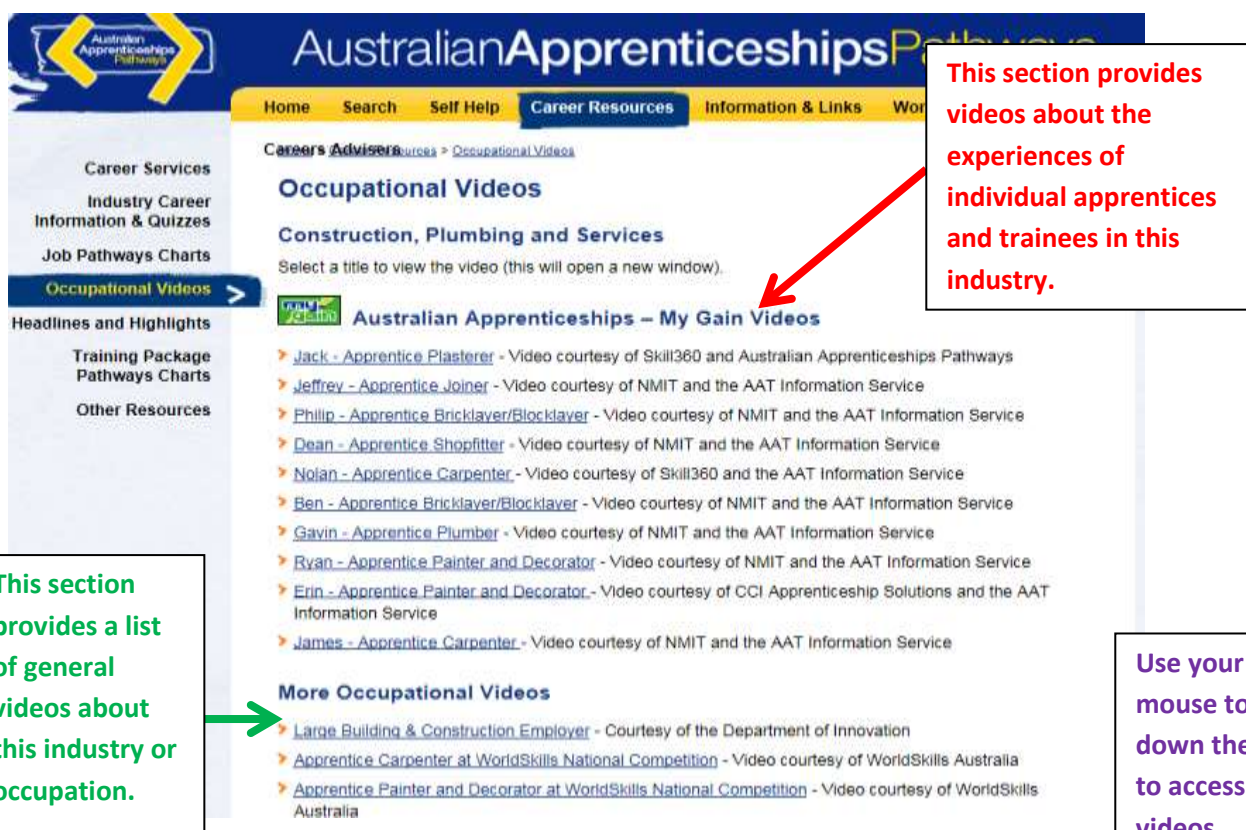 Australian
Apprenticeships
Pathways
AustralianApprenticeshipsPathways
Home Search Self Help Career Resources Information & Links
Careers Advisers > Occupational Videos
Career Services
Industry Career
Information & Quizzes
Job Pathways Charts
Occupational Videos
Headlines and Highlights
Training Package
Pathways Charts
Other Resources
Occupational Videos
Construction, Plumbing and Services
Select a title to view the video (this will open a new window).
Australian Apprenticeships – My Gain Videos
Jack - Apprentice Plasterer - Video courtesy of Skill360 and Australian Apprenticeships Pathways
Jeffrey - Apprentice Joiner - Video courtesy of NMIT and the AAT Information Service
Philip - Apprentice Bricklayer/Blocklayer - Video courtesy of NMIT and the AAT Information Service
Dean - Apprentice Shopfitter - Video courtesy of NMIT and the AAT Information Service
Nolan - Apprentice Carpenter - Video courtesy of Skill360 and the AAT Information Service
Ben - Apprentice Bricklayer/Blocklayer - Video courtesy of NMIT and the AAT Information Service
Gavin - Apprentice Plumber - Video courtesy of NMIT and the AAT Information Service
Ryan - Apprentice Painter and Decorator - Video courtesy of NMIT and the AAT Information Service
Erin - Apprentice Painter and Decorator - Video courtesy of CCI Apprenticeship Solutions and the AAT
Information Service
James - Apprentice Carpenter - Video courtesy of NMIT and the AAT Information Service
More Occupational Videos
Large Building & Construction Employer - Courtesy of the Department of Innovation
Apprentice Carpenter at WorldSkills National Competition - Video courtesy of WorldSkills Australia
Apprentice Painter and Decorator at WorldSkills National Competition - Video courtesy of WorldSkills
Australia
This section provides
videos about the
experiences of
individual apprentices
and trainees in this
industry.
This section
provides a list
of general
videos about
this industry or
occupation.
Use your
mouse to
down the
to access
videos